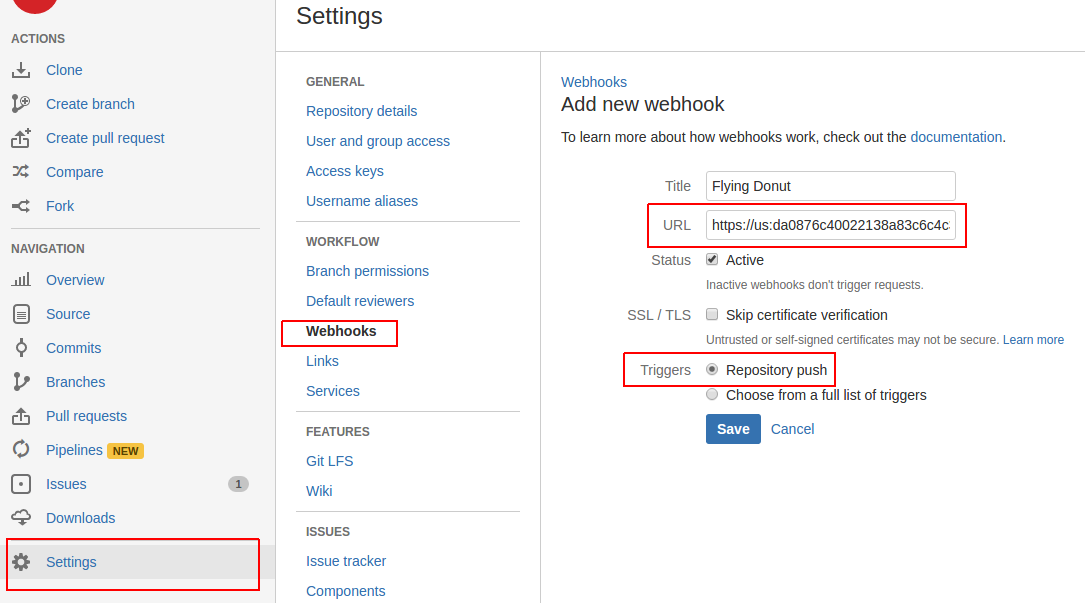 ACTIONS
Clone
Create branch
Create pull request
Compare
Fork
NAVIGATION
Overview
Source
Commits
Branches
Pull requests
Pipelines NEW
Issues 1
Downloads
Settings
Settings
GENERAL
Repository details
User and group access
Access keys
Username aliases
WORKFLOW
Branch permissions
Default reviewers
Webhooks
Links
Services
FEATURES
Git LFS
Wiki
ISSUES
Issue tracker
Components
Webhooks
Add new webhook
To learn more about how webhooks work, check out the documentation.
Title Flying Donut
URL https://us:da0876c40022138a83c6c4c
Status Active
Inactive webhooks don't trigger requests.
SSL / TLS Skip certificate verification
Untrusted or self-signed certificates may not be secure. Learn more
Triggers Repository push
Choose from a full list of triggers
Save Cancel